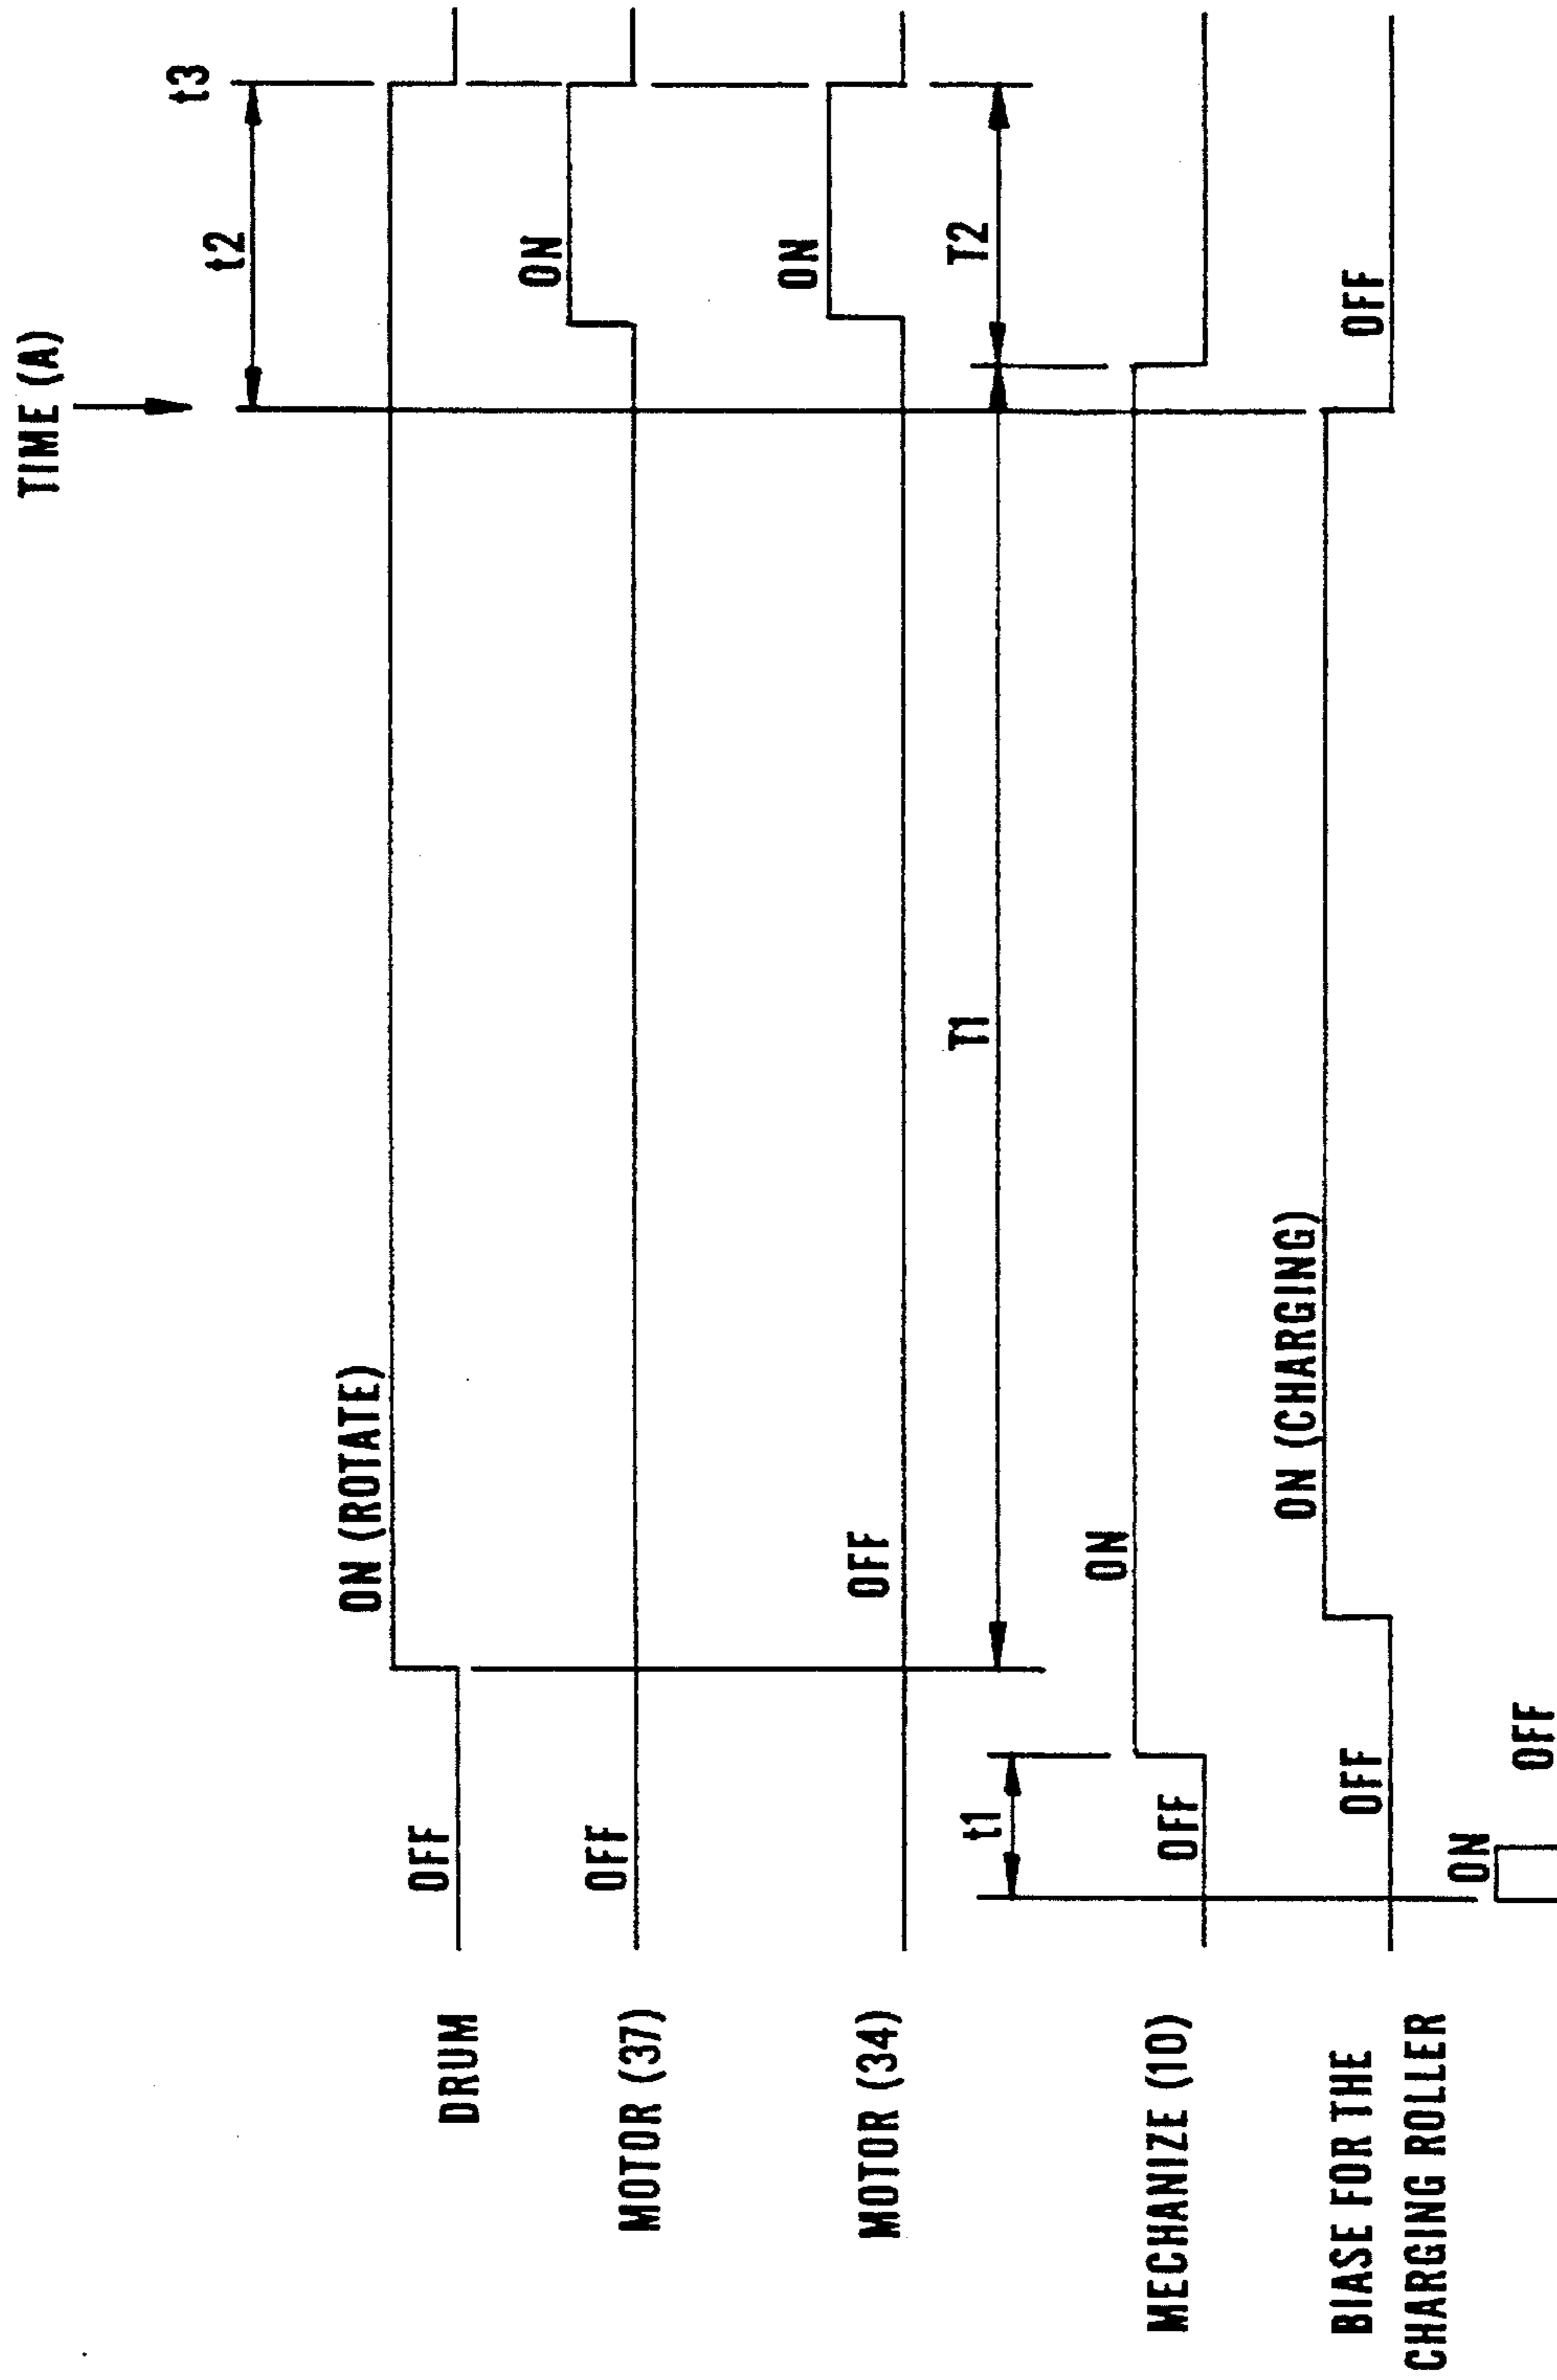 TIME (A)
t2
t3
DRUM
OFF
ON (ROTATE)
MOTOR (37)
OFF
ON
MOTOR (34)
OFF
ON
t1
T1
T2
MECHANIZE (10)
OFF
ON
BIASE FOR THE
CHARGING ROLLER
OFF
ON (CHARGING)
OFF
ON
OFF